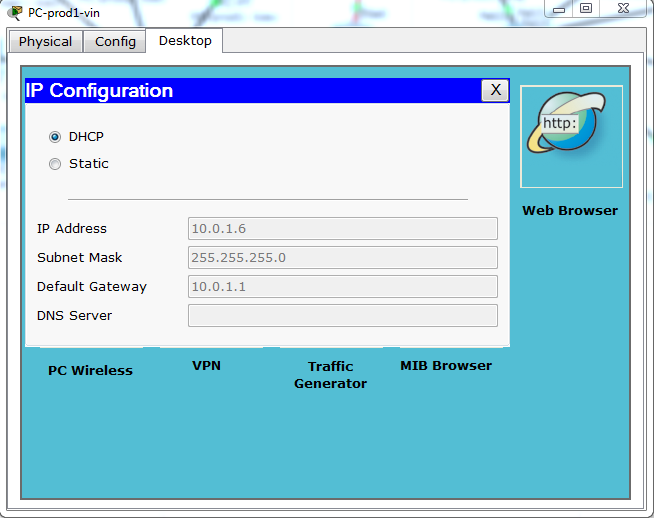 PC-prod1-vin
Physical Config Desktop
IP Configuration X
http:
DHCP
Static
Web Browser
IP Address 10.0.1.6
Subnet Mask 255.255.255.0
Default Gateway 10.0.1.1
DNS Server
PC Wireless VPN Traffic Generator MIB Browser